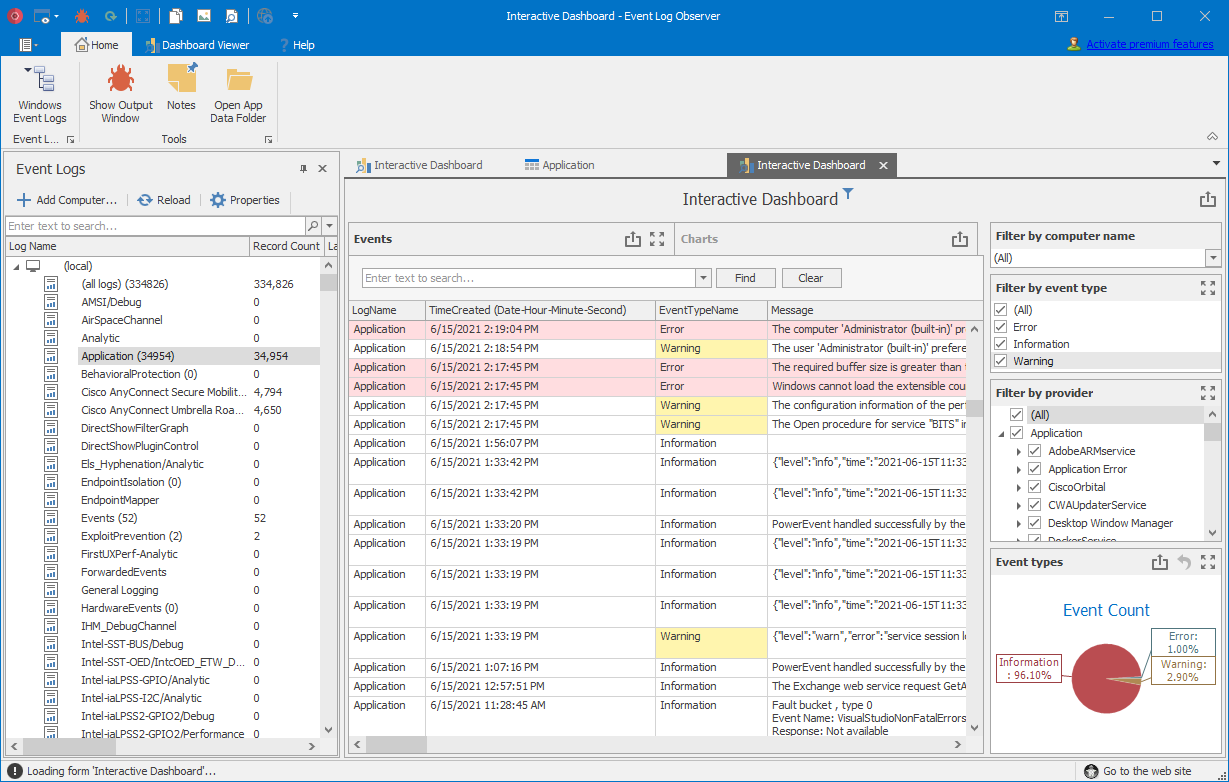 Interactive Dashboard - Event Log Observer
Home
Dashboard Viewer
? Help
Activate premium features
Windows Event Logs
Show Output Window
Notes
Open App Data Folder
Event L...
Tools
Event Logs
Add Computer...
Reload
Properties
Enter text to search...
Log Name Record Count La
(local)
(all logs) (334826) 334,826
AMSI/Debug 0
AirSpaceChannel 0
Analytic 0
Application (34954) 34,954
BehavioralProtection (0) 0
Cisco AnyConnect Secure Mobilit... 4,794
Cisco AnyConnect Umbrella Roa... 4,650
DirectShowFilterGraph 0
DirectShowPluginControl 0
Els_Hyphenation/Analytic 0
EndpointIsolation (0) 0
EndpointMapper 0
Events (52) 52
ExploitPrevention (2) 2
FirstUXPerf-Analytic 0
ForwardedEvents 0
General Logging 0
HardwareEvents (0) 0
IHM_DebugChannel 0
Intel-SST-BUS/Debug 0
Intel-SST-OED/IntcOED_ETW_D... 0
Intel-iaLPSS-GPIO/Analytic 0
Intel-iaLPSS-I2C/Analytic 0
Intel-iaLPSS2-GPIO2/Debug 0
Intel-iaLPSS2-GPIO2/Performance 0
Interactive Dashboard
Application
Interactive Dashboard
Interactive Dashboard
Events
Charts
Enter text to search...
Find
Clear
LogName TimeCreated (Date-Hour-Minute-Second) EventTypeName Message
Application 6/15/2021 2:19:04 PM Error The computer 'Administrator (built-in)' pr
Application 6/15/2021 2:18:54 PM Warning The user 'Administrator (built-in)' prefere
Application 6/15/2021 2:17:45 PM Error The required buffer size is greater than
Application 6/15/2021 2:17:45 PM Error Windows cannot load the extensible cou
Application 6/15/2021 2:17:45 PM Warning The configuration information of the per
Application 6/15/2021 2:17:45 PM Warning The Open procedure for service "BITS" in
Application 6/15/2021 1:56:07 PM Information
Application 6/15/2021 1:33:42 PM Information {"level":"info","time":"2021-06-15T11:33
Application 6/15/2021 1:33:42 PM Information {"level":"info","time":"2021-06-15T11:33
Application 6/15/2021 1:33:20 PM Information PowerEvent handled successfully by the
Application 6/15/2021 1:33:19 PM Information {"level":"info","time":"2021-06-15T11:33
Application 6/15/2021 1:33:19 PM Information {"level":"info","time":"2021-06-15T11:33
Application 6/15/2021 1:33:19 PM Information {"level":"info","time":"2021-06-15T11:33
Application 6/15/2021 1:33:19 PM Warning {"level":"warn","error":"service session l
Application 6/15/2021 1:07:16 PM Information PowerEvent handled successfully by the
Application 6/15/2021 12:57:51 PM Information The Exchange web service request GetA
Application 6/15/2021 11:28:45 AM Information Fault bucket , type 0
Event Name: VisualStudioNonFatalErrors
Response: Not available
Filter by computer name
(All)
Filter by event type
(All)
Error
Information
Warning
Filter by provider
(All)
Application
AdobeARMservice
Application Error
CiscoOrbital
CWAUpdaterService
Desktop Window Manager
DockerService
Event types
Event Count
Error:
1.00%
Warning:
2.90%
Information
: 96.10%
Loading form 'Interactive Dashboard'...
Go to the web site